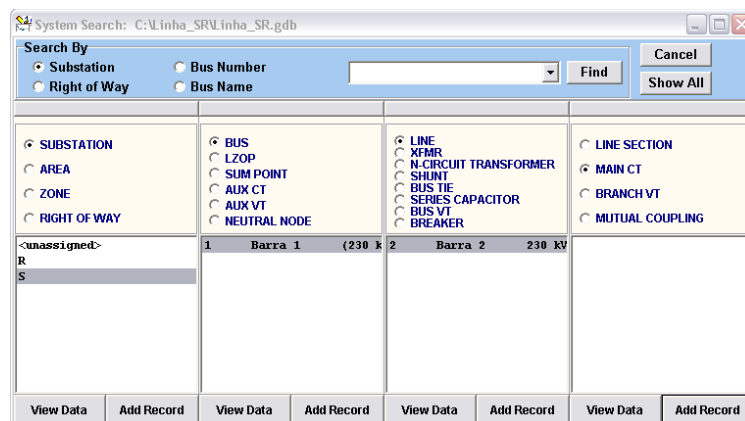 System Search: C:\Linha_SR\Linha_SR.gdb
Search By
Substation
Bus Number
Right of Way
Bus Name
Find
Cancel
Show All
SUBSTATION
AREA
ZONE
RIGHT OF WAY
BUS
LZOP
SUM POINT
AUX CT
AUX VT
NEUTRAL NODE
LINE
XFMR
N-CIRCUIT TRANSFORMER
SHUNT
BUS TIE
SERIES CAPACITOR
BUS VT
BREAKER
LINE SECTION
MAIN CT
BRANCH VT
MUTUAL COUPLING
<unassigned>
R
S
1 Barra 1 (230 k
2 Barra 2 230 kV
View Data Add Record View Data Add Record View Data Add Record View Data Add Record